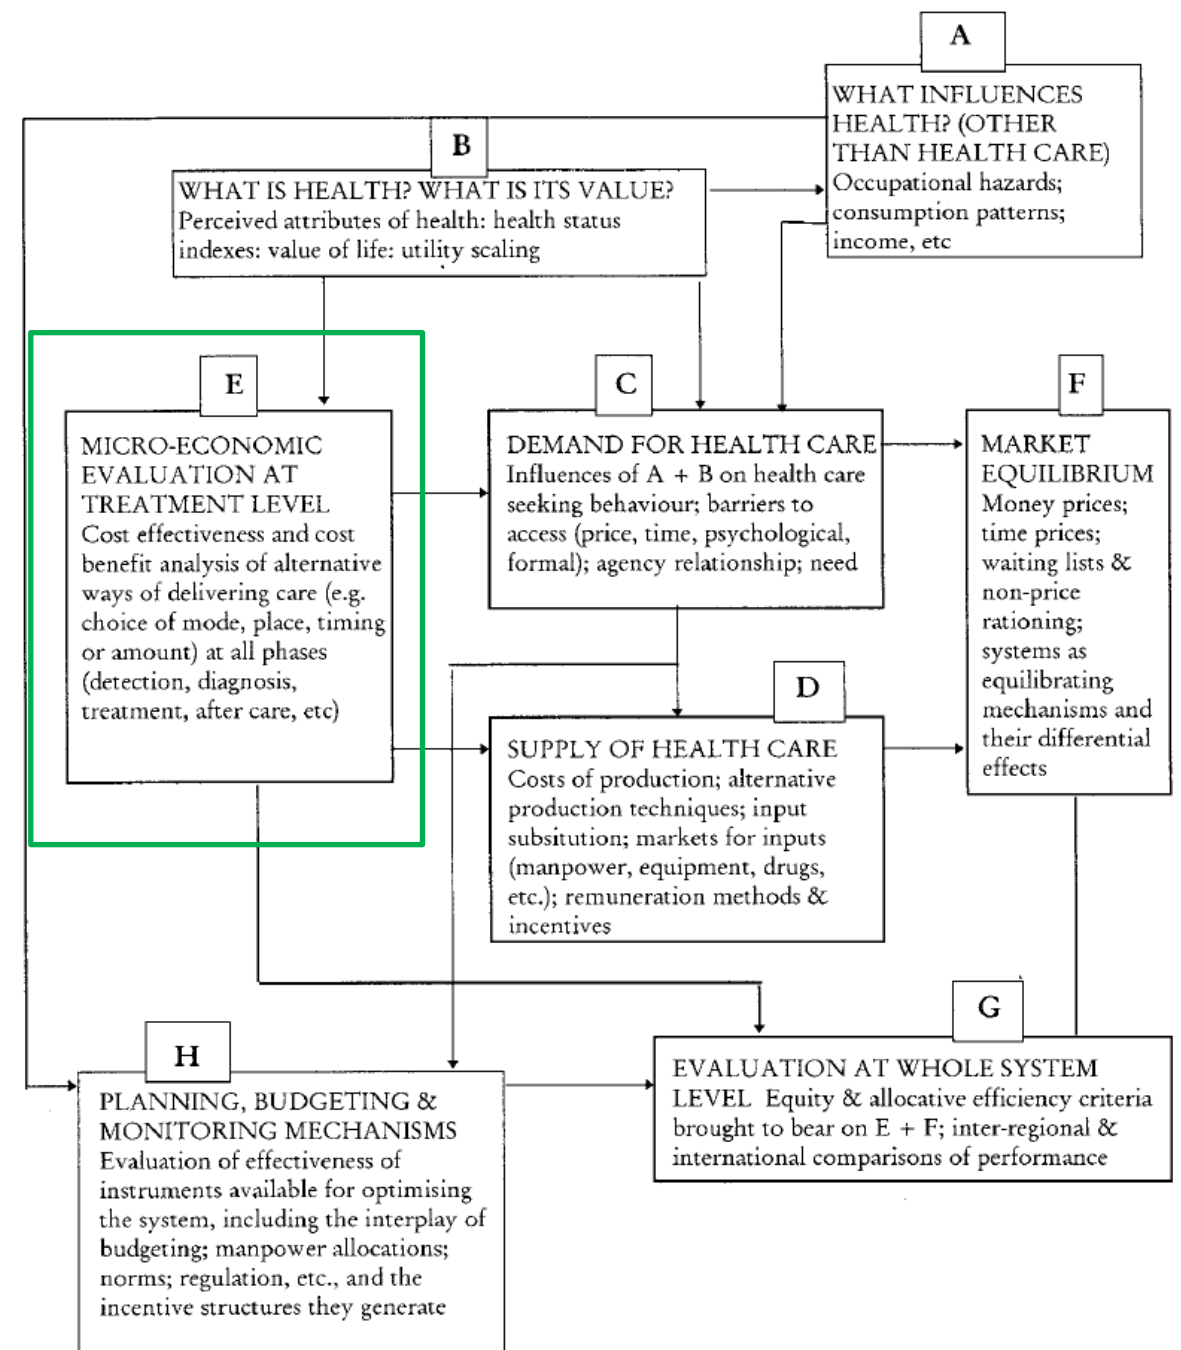 A
WHAT INFLUENCES
HEALTH? (OTHER
THAN HEALTH CARE)
Occupational hazards;
consumption patterns;
income, etc
B
WHAT IS HEALTH? WHAT IS ITS VALUE?
Perceived attributes of health: health status
indexes: value of life: utility scaling
E
MICRO-ECONOMIC
EVALUATION AT
TREATMENT LEVEL
Cost effectiveness and cost
benefit analysis of alternative
ways of delivering care (e.g.
choice of mode, place, timing
or amount) at all phases
(detection, diagnosis,
treatment, after care, etc)
C
DEMAND FOR HEALTH CARE
Influences of A + B on health care
seeking behaviour; barriers to
access (price, time, psychological,
formal); agency relationship; need
F
MARKET
EQUILIBRIUM
Money prices;
time prices;
waiting lists &
non-price
rationing;
systems as
equilibrating
mechanisms and
their differential
effects
D
SUPPLY OF HEALTH CARE
Costs of production; alternative
production techniques; input
subsitution; markets for inputs
(manpower, equipment, drugs,
etc.); remuneration methods &
incentives
G
EVALUATION AT WHOLE SYSTEM
LEVEL Equity & allocative efficiency criteria
brought to bear on E + F; inter-regional &
international comparisons of performance
H
PLANNING, BUDGETING &
MONITORING MECHANISMS
Evaluation of effectiveness of
instruments available for optimising
the system, including the interplay of
budgeting; manpower allocations;
norms; regulation, etc., and the
incentive structures they generate